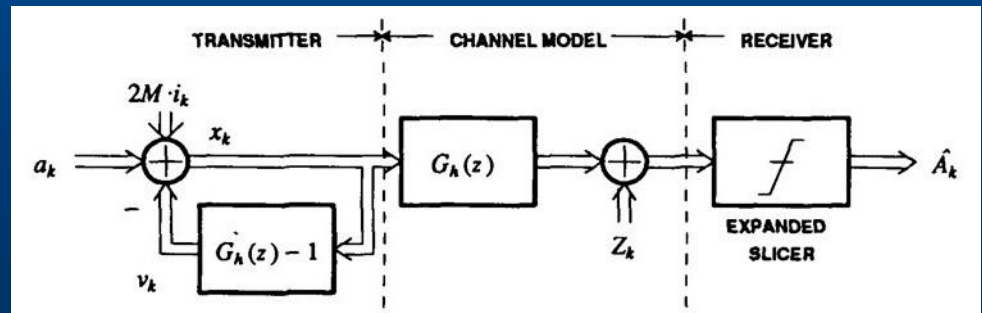 TRANSMITTER CHANNEL MODEL RECEIVER
2M · i_k
x_k
a_k
G_h(z)
Â_k
−
G_h(z) − 1
Z_k
EXPANDED
SLICER
v_k